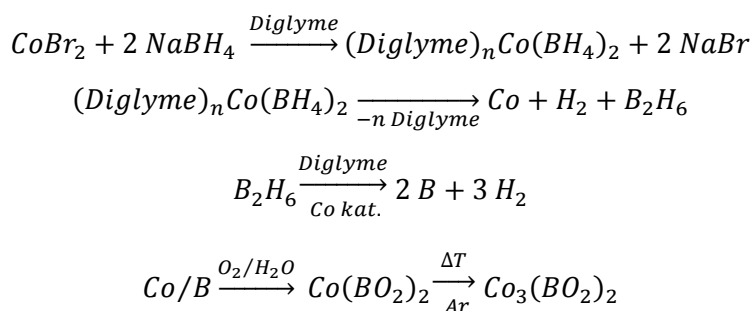 Diglyme
CoBr₂ + 2 NaBH₄ → (Diglyme)ₙCo(BH₄)₂ + 2 NaBr
(Diglyme)ₙCo(BH₄)₂ → Co + H₂ + B₂H₆
−n Diglyme
Diglyme
B₂H₆ → 2 B + 3 H₂
Co kat.
O₂/H₂O ΔT
Co/B → Co(BO₂)₂ → Co₃(BO₂)₂
Ar